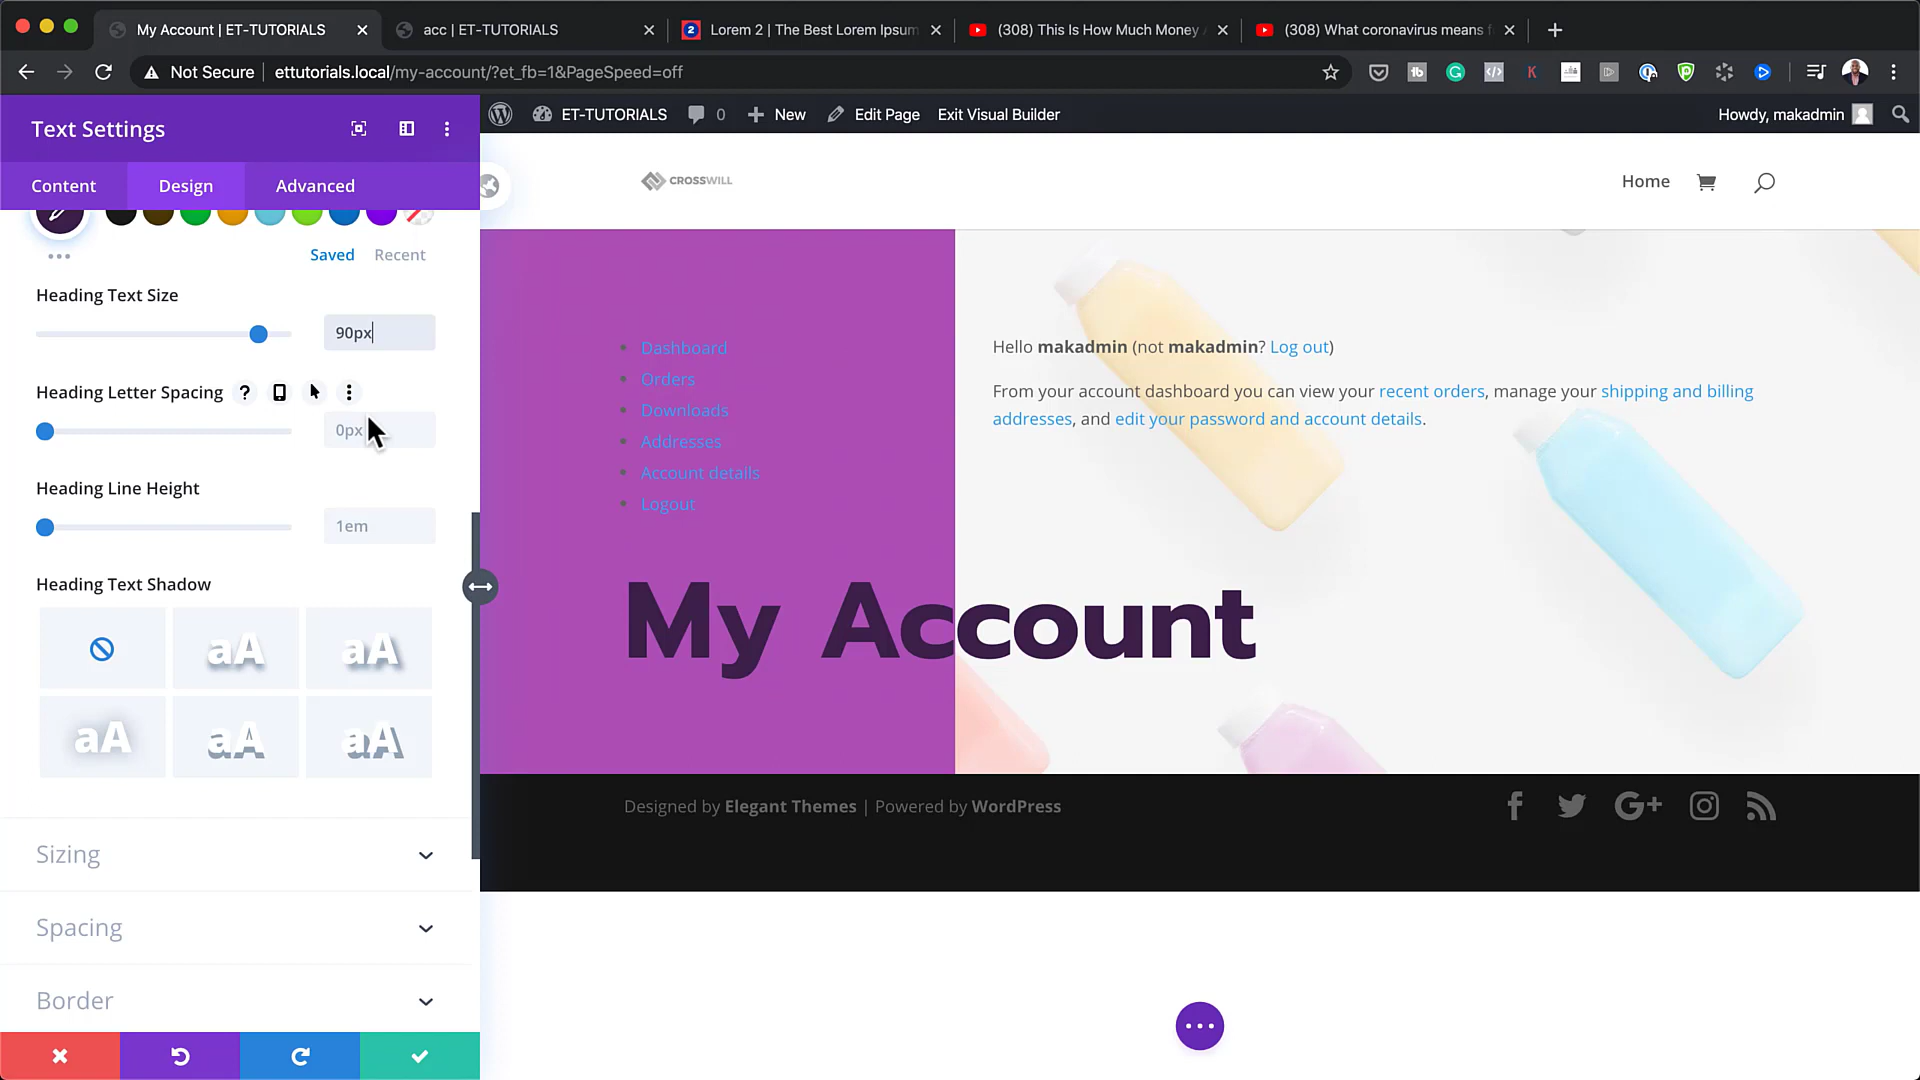 My Account | ET-TUTORIALS
acc | ET-TUTORIALS
2
Lorem 2 | The Best Lorem Ipsum
(308) This Is How Much Money
(308) What coronavirus means f
Not Secure
ettutorials.local/my-account/?et_fb=1&PageSpeed=off
ET-TUTORIALS
0
New
Edit Page
Exit Visual Builder
Howdy, makadmin
Text Settings
Content
Design
Advanced
Saved
Recent
Heading Text Size
90px
Heading Letter Spacing
?
0px
Heading Line Height
1em
Heading Text Shadow
aA
aA
aA
aA
aA
Sizing
Spacing
Border
CROSSWILL
Home
Dashboard
Orders
Downloads
Addresses
Account details
Logout
Hello makadmin (not makadmin? Log out)
From your account dashboard you can view your recent orders, manage your shipping and billing
addresses, and edit your password and account details.
My Account
Designed by Elegant Themes | Powered by WordPress